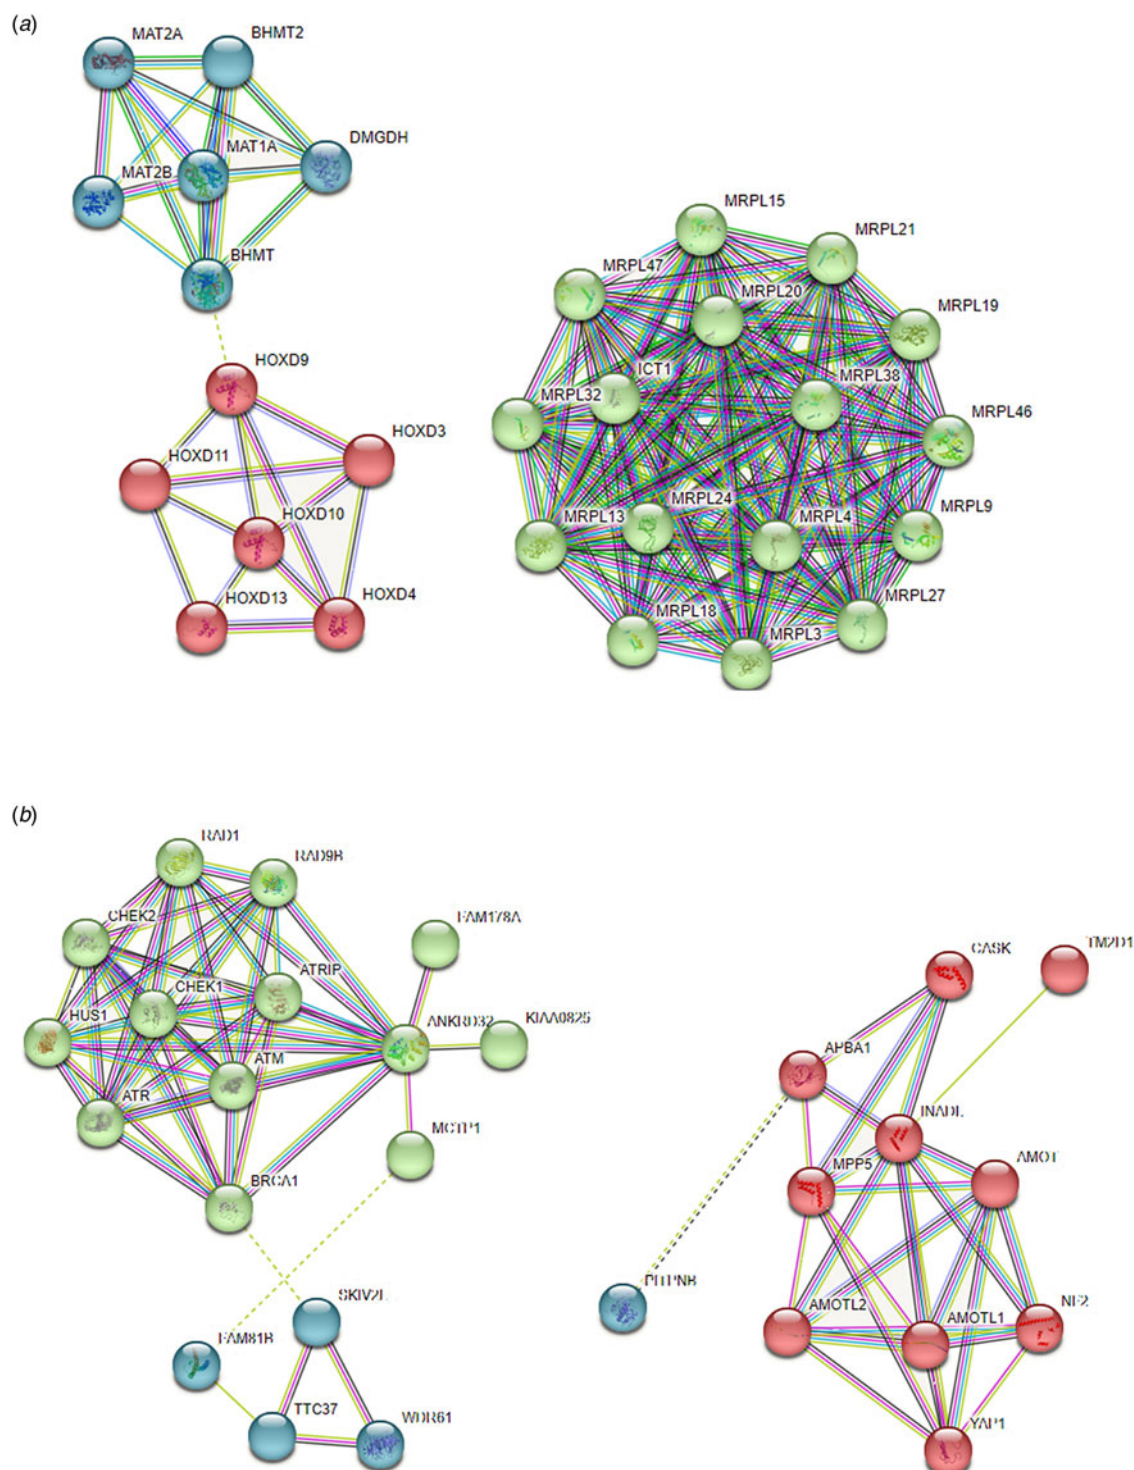 (a)
MAT2A
BHMT2
DMGDH
MAT1A
MAT2B
BHMT
HOXD9
HOXD3
HOXD11
HOXD10
HOXD13
HOXD4
MRPL15
MRPL21
MRPL47
MRPL20
MRPL19
ICT1
MRPL38
MRPL32
MRPL46
MRPL24
MRPL9
MRPL13
MRPL4
MRPL27
MRPL18
MRPL3
(b)
RAD1
RAD9B
CHEK2
FAM178A
ATRIP
CHEK1
HUS1
ANKRD32
KIAA0825
ATM
ATR
MCTP1
BRCA1
SKIV2L
FAM81B
TTC37
WDR61
CASK
TM2D1
APBA1
INADL
MPP5
AMOT
PITPNB
AMOTL2
AMOTL1
NF2
YAP1